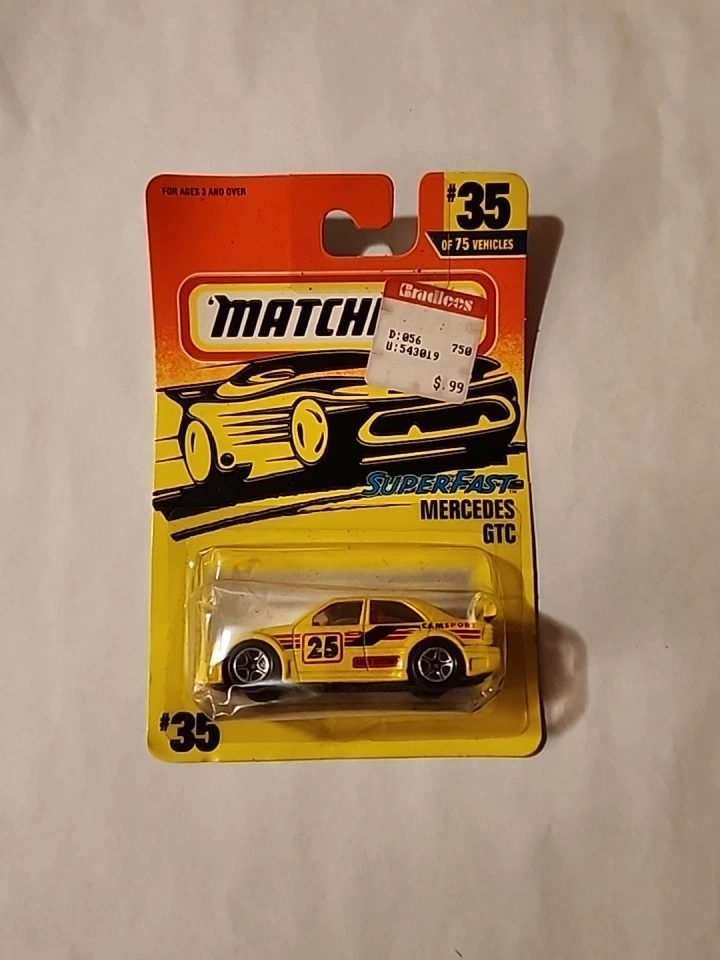 FOR AGES 3 AND OVER
#35
OF 75 VEHICLES
'MATCH
Bradlees
D:056 750
U:543019
$.99
SUPERFAST™
MERCEDES
GTC
25
CAMSPORT
#35